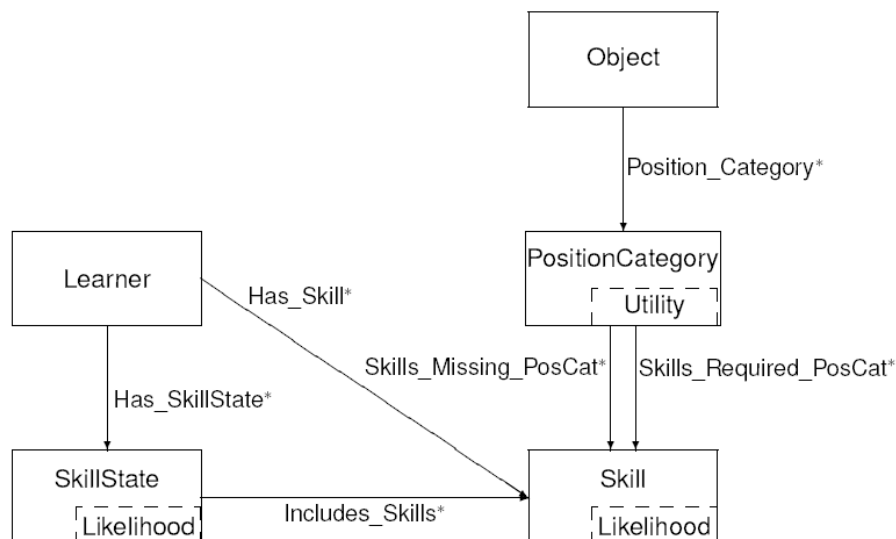 Object
Position_Category*
Learner
PositionCategory
Utility
Has_Skill*
Skills_Missing_PosCat*
Skills_Required_PosCat*
Has_SkillState*
SkillState
Likelihood
Includes_Skills*
Skill
Likelihood